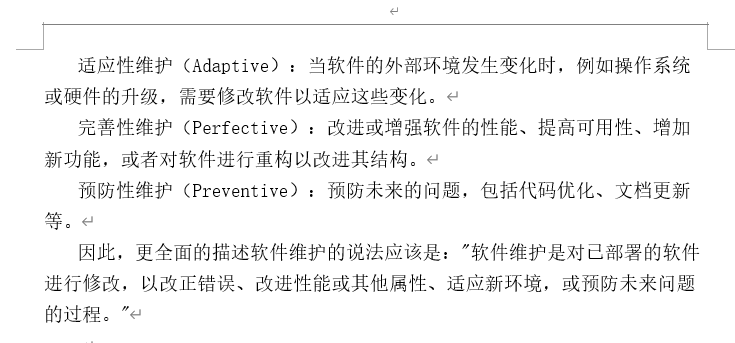 适应性维护（Adaptive）：当软件的外部环境发生变化时，例如操作系统
或硬件的升级，需要修改软件以适应这些变化。
完善性维护（Perfective）：改进或增强软件的性能、提高可用性、增加
新功能，或者对软件进行重构以改进其结构。
预防性维护（Preventive）：预防未来的问题，包括代码优化、文档更新
等。
因此，更全面的描述软件维护的说法应该是："软件维护是对已部署的软件
进行修改，以改正错误、改进性能或其他属性、适应新环境，或预防未来问题
的过程。"